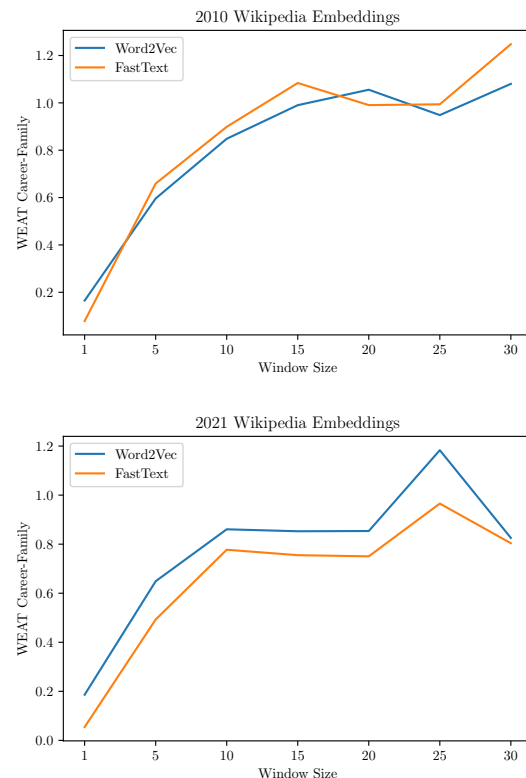 2010 Wikipedia Embeddings
Word2Vec
FastText
WEAT Career-Family
1.2
1.0
0.8
0.6
0.4
0.2
1 5 10 15 20 25 30
Window Size
2021 Wikipedia Embeddings
Word2Vec
FastText
WEAT Career-Family
1.2
1.0
0.8
0.6
0.4
0.2
0.0
1 5 10 15 20 25 30
Window Size